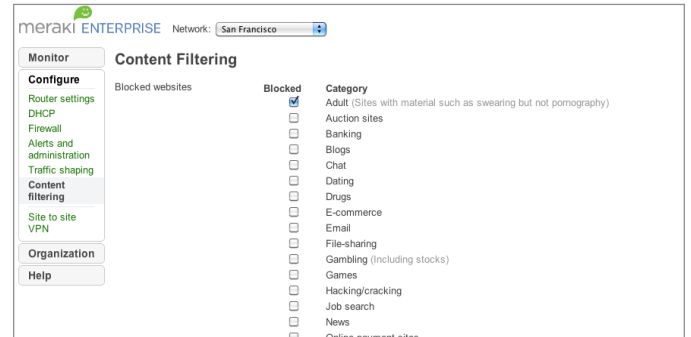 meraki ENTERPRISE Network: San Francisco
Monitor
Configure
Router settings
DHCP
Firewall
Alerts and
administration
Traffic shaping
Content
filtering
Site to site
VPN
Organization
Help
Content Filtering
Blocked websites
Blocked Category
Adult (Sites with material such as swearing but not pornography)
Auction sites
Banking
Blogs
Chat
Dating
Drugs
E-commerce
Email
File-sharing
Gambling (Including stocks)
Games
Hacking/cracking
Job search
News
Online payment sites